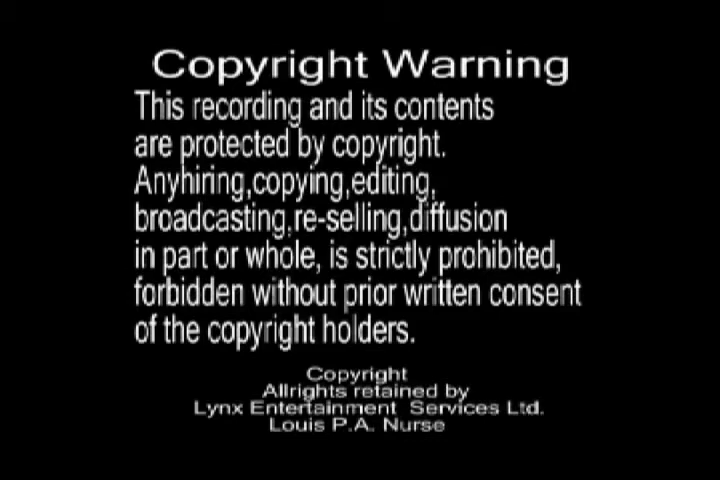 Copyright Warning
This recording and its contents
are protected by copyright.
Anyhiring,copying,editing,
broadcasting,re-selling,diffusion
in part or whole, is strictly prohibited,
forbidden without prior written consent
of the copyright holders.
Copyright
Allrights retained by
Lynx Entertainment Services Ltd.
Louis P.A. Nurse